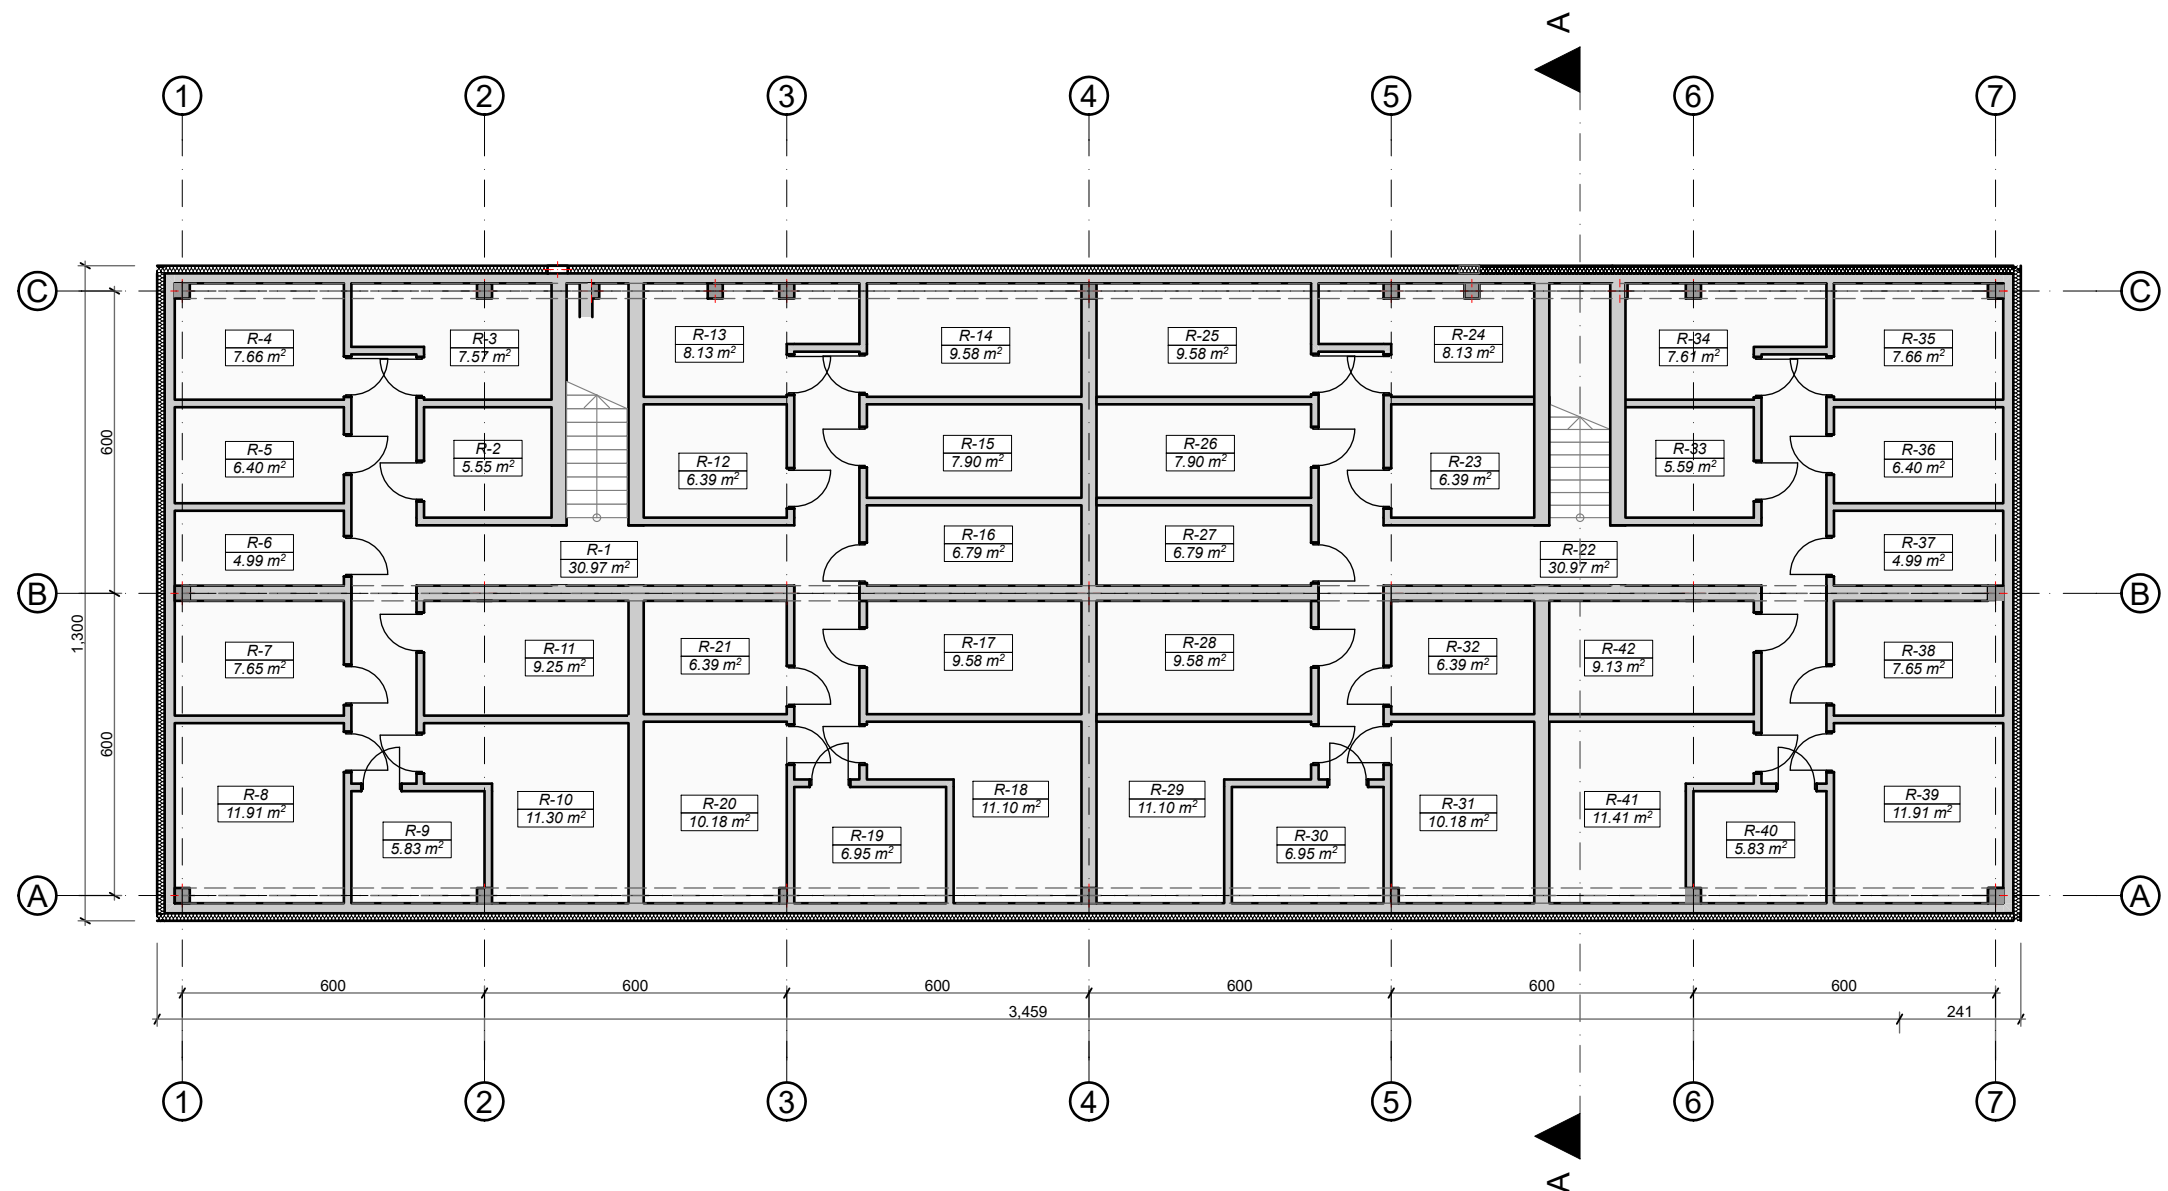 A
1 2 3 4 5 6 7
C C
R-4
7.66 m²
R-3
7.57 m²
R-13
8.13 m²
R-14
9.58 m²
R-25
9.58 m²
R-24
8.13 m²
R-34
7.61 m²
R-35
7.66 m²
600
R-5
6.40 m²
R-2
5.55 m²
R-12
6.39 m²
R-15
7.90 m²
R-26
7.90 m²
R-23
6.39 m²
R-33
5.59 m²
R-36
6.40 m²
R-6
4.99 m²
R-1
30.97 m²
R-16
6.79 m²
R-27
6.79 m²
R-22
30.97 m²
R-37
4.99 m²
B B
1,300
R-7
7.65 m²
R-11
9.25 m²
R-21
6.39 m²
R-17
9.58 m²
R-28
9.58 m²
R-32
6.39 m²
R-42
9.13 m²
R-38
7.65 m²
600
R-8
11.91 m²
R-9
5.83 m²
R-10
11.30 m²
R-20
10.18 m²
R-19
6.95 m²
R-18
11.10 m²
R-29
11.10 m²
R-30
6.95 m²
R-31
10.18 m²
R-41
11.41 m²
R-40
5.83 m²
R-39
11.91 m²
A A
600 600 600 600 600 600
3,459 241
1 2 3 4 5 6 7
A